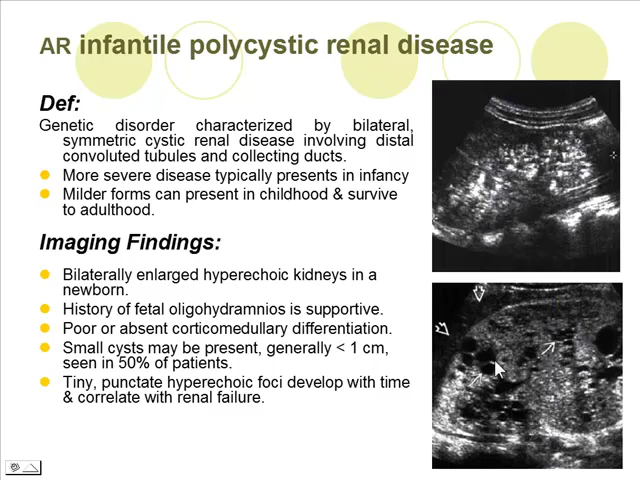 AR infantile polycystic renal disease
Def:
Genetic disorder characterized by bilateral,
symmetric cystic renal disease involving distal
convoluted tubules and collecting ducts.
More severe disease typically presents in infancy
Milder forms can present in childhood & survive
to adulthood.
Imaging Findings:
Bilaterally enlarged hyperechoic kidneys in a
newborn.
History of fetal oligohydramnios is supportive.
Poor or absent corticomedullary differentiation.
Small cysts may be present, generally < 1 cm,
seen in 50% of patients.
Tiny, punctate hyperechoic foci develop with time
& correlate with renal failure.